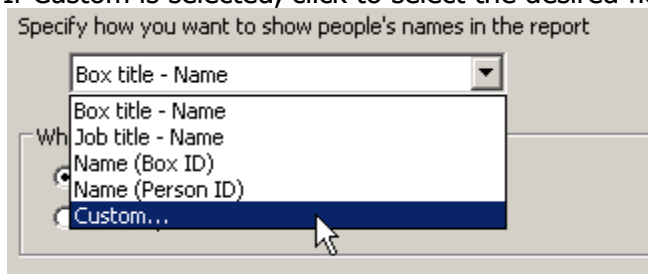 Specify how you want to show people's names in the report
Box title - Name
Box title - Name
Job title - Name
Wh
Name (Box ID)
Name (Person ID)
Custom...